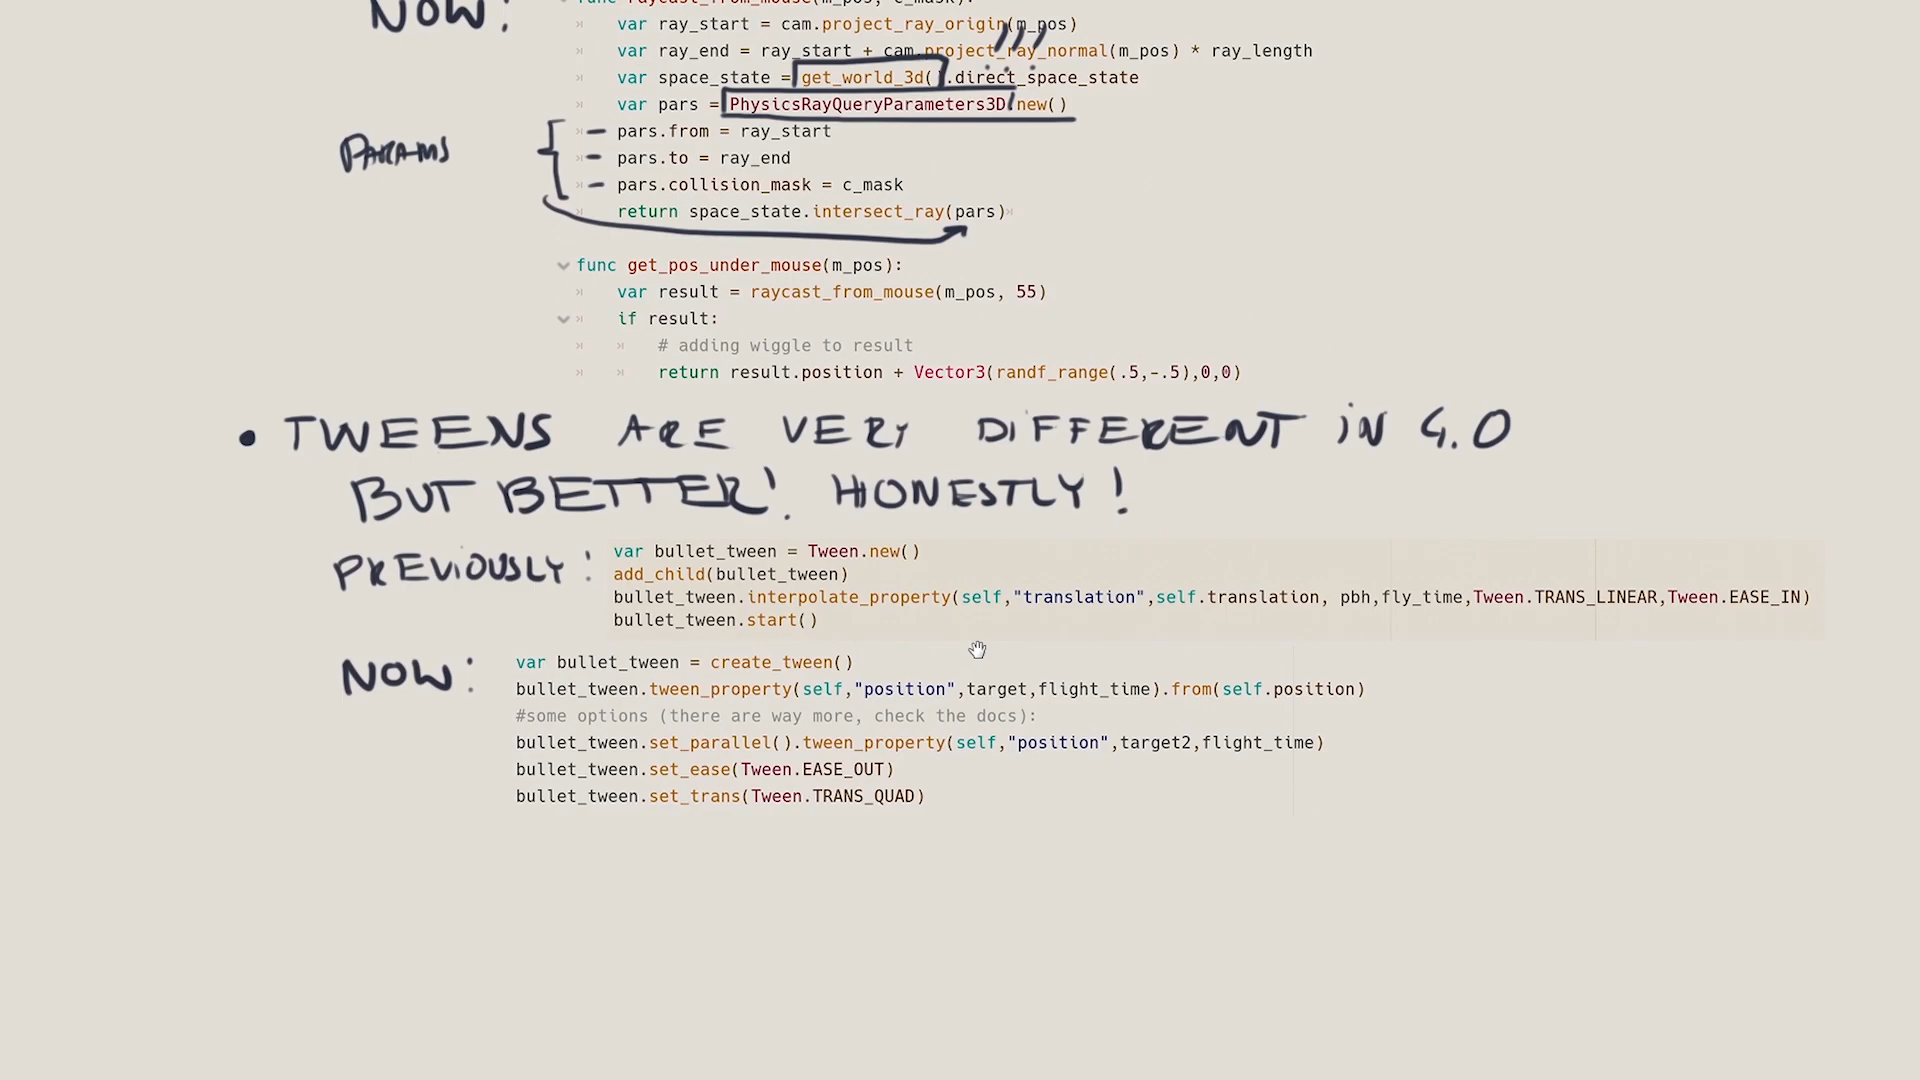 NOW:
func raycast_from_mouse(m_pos, c_mask):
var ray_start = cam.project_ray_origin(m_pos)
var ray_end = ray_start + cam.project_ray_normal(m_pos) * ray_length
!!!
var space_state = get_world_3d().direct_space_state
var pars = PhysicsRayQueryParameters3D.new()
PARAMS
pars.from = ray_start
pars.to = ray_end
pars.collision_mask = c_mask
return space_state.intersect_ray(pars)
func get_pos_under_mouse(m_pos):
var result = raycast_from_mouse(m_pos, 55)
if result:
# adding wiggle to result
return result.position + Vector3(randf_range(.5,-.5),0,0)
• TWEENS ARE VERY DIFFERENT IN 4.0
BUT BETTER! HONESTLY!
PREVIOUSLY:
var bullet_tween = Tween.new()
add_child(bullet_tween)
bullet_tween.interpolate_property(self,"translation",self.translation, pbh,fly_time,Tween.TRANS_LINEAR,Tween.EASE_IN)
bullet_tween.start()
NOW:
var bullet_tween = create_tween()
bullet_tween.tween_property(self,"position",target,flight_time).from(self.position)
#some options (there are way more, check the docs):
bullet_tween.set_parallel().tween_property(self,"position",target2,flight_time)
bullet_tween.set_ease(Tween.EASE_OUT)
bullet_tween.set_trans(Tween.TRANS_QUAD)